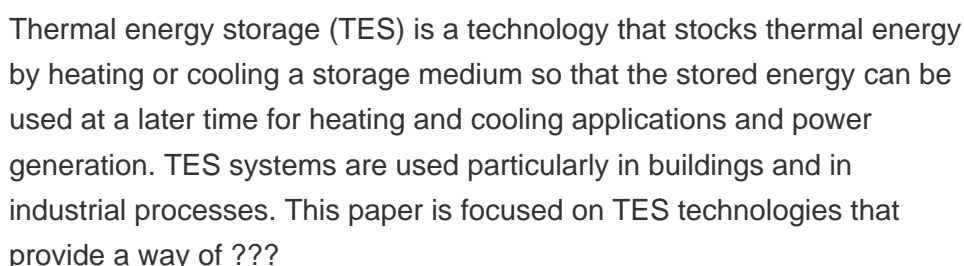 Thermal energy storage (TES) is a technology that stocks thermal energy
by heating or cooling a storage medium so that the stored energy can be
used at a later time for heating and cooling applications and power
generation. TES systems are used particularly in buildings and in
industrial processes. This paper is focused on TES technologies that
provide a way of ???